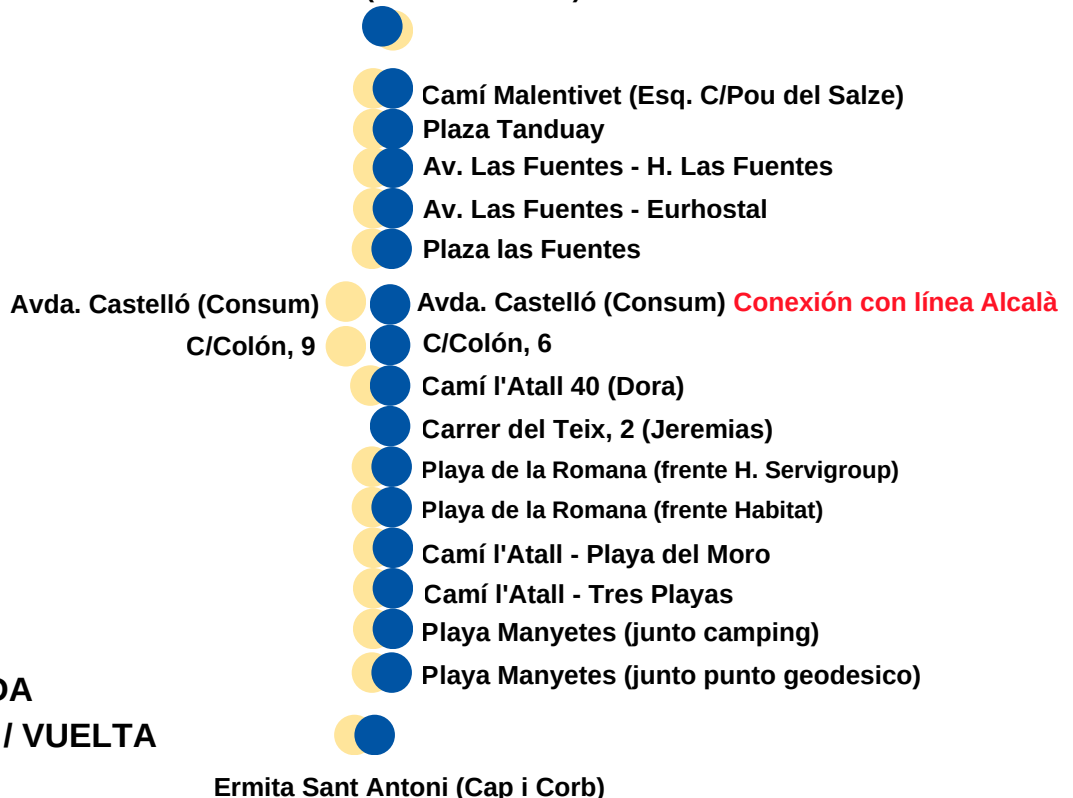 Camí Malentivet (Esq. C/Pou del Salze)
Plaza Tanduay
Av. Las Fuentes - H. Las Fuentes
Av. Las Fuentes - Eurhostal
Plaza las Fuentes
Avda. Castelló (Consum) Avda. Castelló (Consum) Conexión con línea Alcalà
C/Colón, 9 C/Colón, 6
Camí l'Atall 40 (Dora)
Carrer del Teix, 2 (Jeremias)
Playa de la Romana (frente H. Servigroup)
Playa de la Romana (frente Habitat)
Camí l'Atall - Playa del Moro
Camí l'Atall - Tres Playas
Playa Manyetes (junto camping)
Playa Manyetes (junto punto geodesico)
/ VUELTA
Ermita Sant Antoni (Cap i Corb)